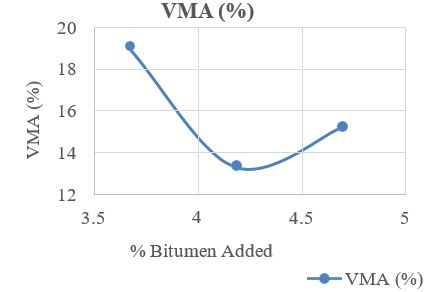 VMA (%)
20
18
16
14
12
VMA (%)
3.5 4 4.5 5
% Bitumen Added
VMA (%)